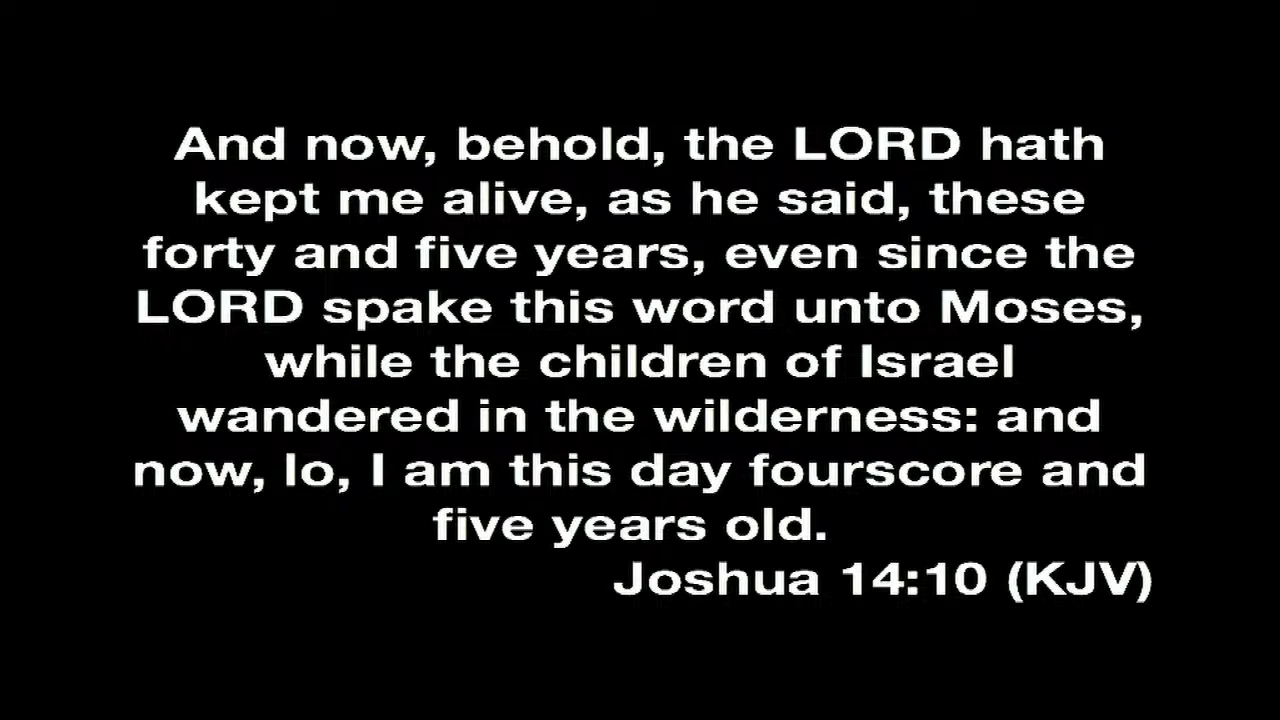 And now, behold, the LORD hath
kept me alive, as he said, these
forty and five years, even since the
LORD spake this word unto Moses,
while the children of Israel
wandered in the wilderness: and
now, lo, I am this day fourscore and
five years old.
Joshua 14:10 (KJV)